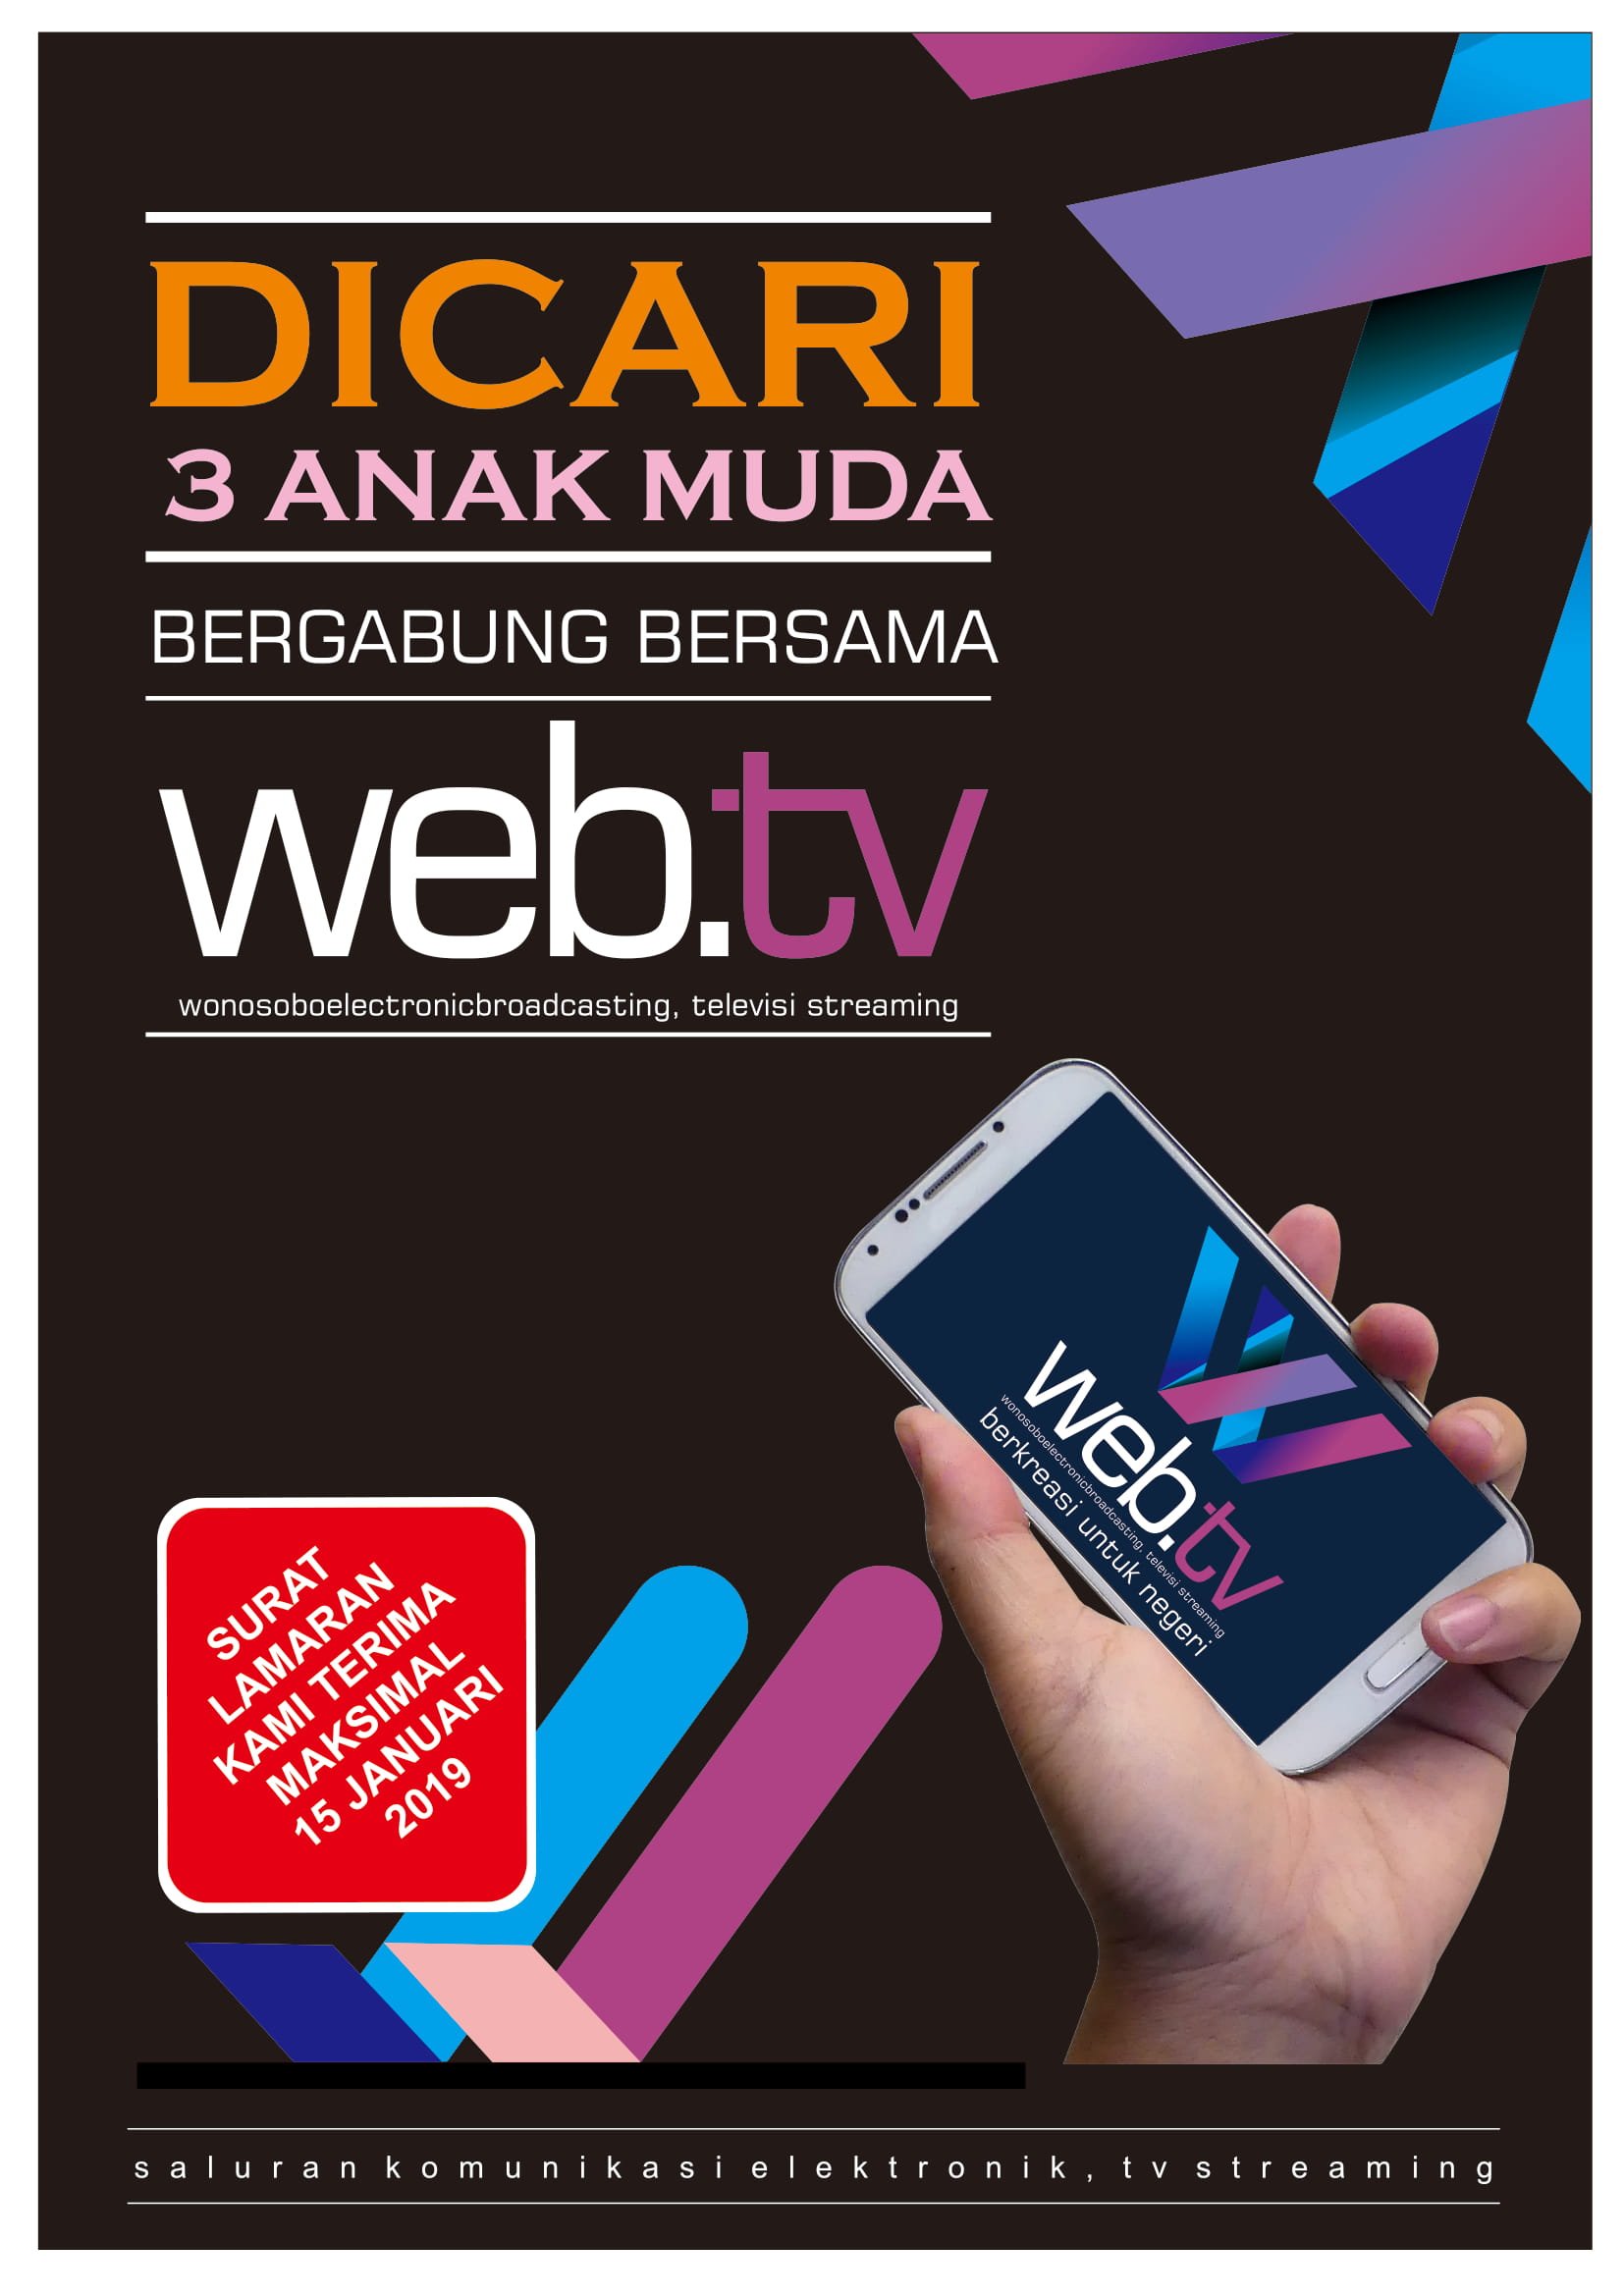 DICARI
3 ANAK MUDA
BERGABUNG BERSAMA
web.tv
wonosoboelectronicbroadcasting, televisi streaming
web.tv
wonosoboelectronicbroadcasting, televisi streaming
berkreasi untuk negeri
SURAT
LAMARAN
KAMI TERIMA
MAKSIMAL
15 JANUARI
2019
saluran komunikasi elektronik, tv streaming